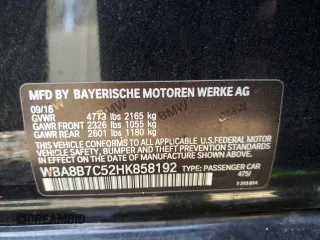 MFD BY BAYERISCHE MOTOREN WERKE AG
09/16
GVWR 4773 lbs 2165 kg
GAWR FRONT 2326 lbs 1055 kg
GAWR REAR 2601 lbs 1180 kg
THIS VEHICLE CONFORMS TO ALL APPLICABLE
FEDERAL MOTOR VEHICLE SAFETY, BUMPER, AND
THEFT PREVENTION STANDARDS IN EFFECT ON THE
DATE OF MANUFACTURE SHOWN ABOVE.
WBA8B7C52HK858192 TYPE: PASSENGER CAR
475/